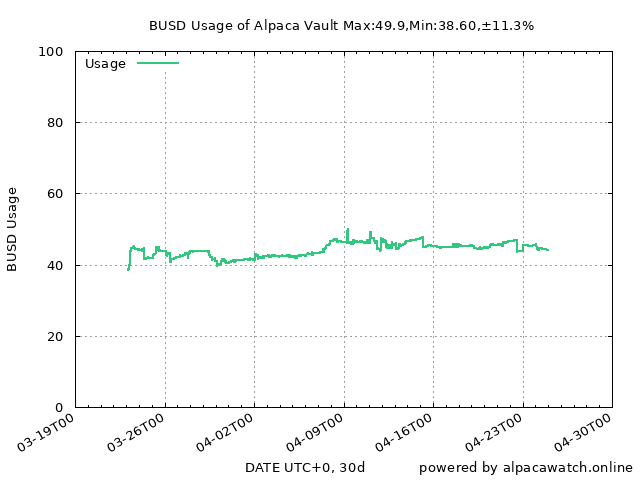 BUSD Usage of Alpaca Vault Max:49.9,Min:38.60,±11.3%
Usage
100
80
60
40
20
0
BUSD Usage
03-19T00
03-26T00
04-02T00
04-09T00
04-16T00
04-23T00
04-30T00
DATE UTC+0, 30d
powered by alpacawatch.online